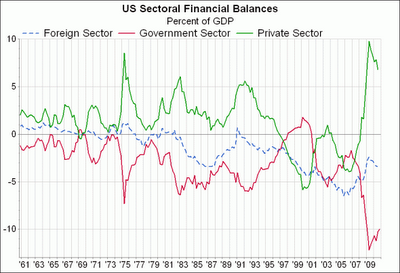 US Sectoral Financial Balances
Percent of GDP
Foreign Sector Government Sector Private Sector
10
5
0
-5
-10
'61 '63 '65 '67 '69 '71 '73 '75 '77 '79 '81 '83 '85 '87 '89 '91 '93 '95 '97 '99 '01 '03 '05 '07 '09